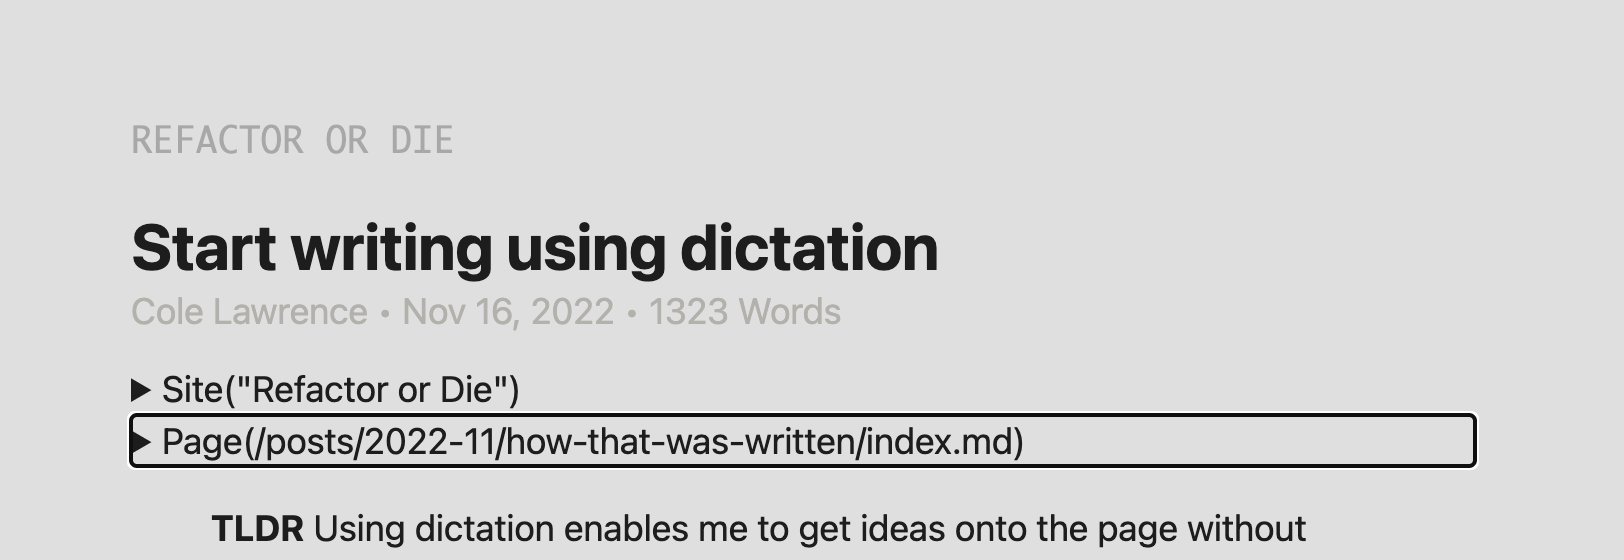 REFACTOR OR DIE
Start writing using dictation
Cole Lawrence • Nov 16, 2022 • 1323 Words
▶ Site("Refactor or Die")
▶ Page(/posts/2022-11/how-that-was-written/index.md)
TLDR Using dictation enables me to get ideas onto the page without